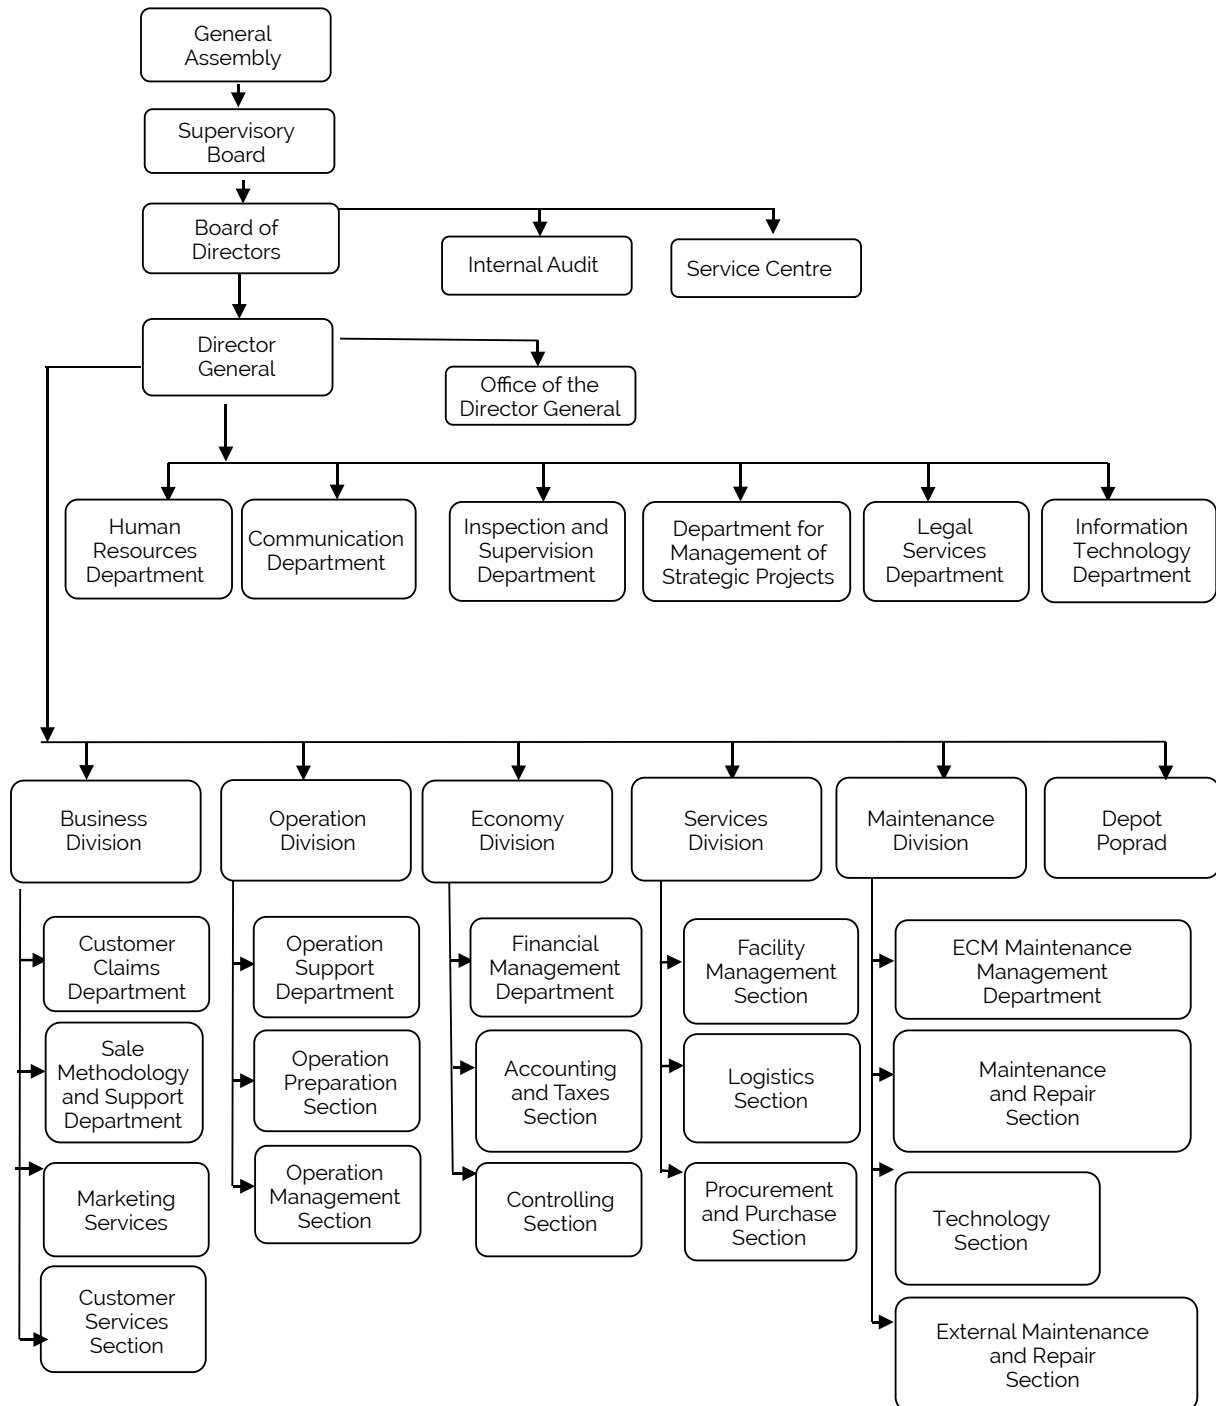 General
Assembly
Supervisory
Board
Board of
Directors
Internal Audit
Service Centre
Director
General
Office of the
Director General
Human
Resources
Department
Communication
Department
Inspection and
Supervision
Department
Department for
Management of
Strategic Projects
Legal
Services
Department
Information
Technology
Department
Business
Division
Operation
Division
Economy
Division
Services
Division
Maintenance
Division
Depot
Poprad
Customer
Claims
Department
Sale
Methodology
and Support
Department
Marketing
Services
Customer
Services
Section
Operation
Support
Department
Operation
Preparation
Section
Operation
Management
Section
Financial
Management
Department
Accounting
and Taxes
Section
Controlling
Section
Facility
Management
Section
Logistics
Section
Procurement
and Purchase
Section
ECM Maintenance
Management
Department
Maintenance
and Repair
Section
Technology
Section
External Maintenance
and Repair
Section